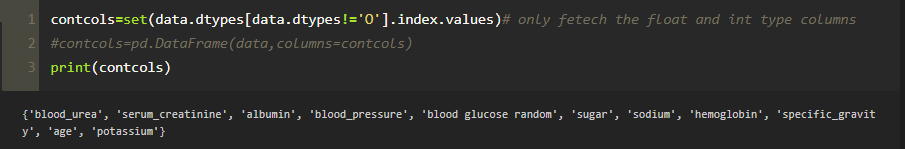 1 contcols=set(data.dtypes[data.dtypes!='O'].index.values)# only fetech the float and int type columns
2 #contcols=pd.DataFrame(data,columns=contcols)
3 print(contcols)
{'blood_urea', 'serum_creatinine', 'albumin', 'blood_pressure', 'blood glucose random', 'sugar', 'sodium', 'hemoglobin', 'specific_gravit
y', 'age', 'potassium'}